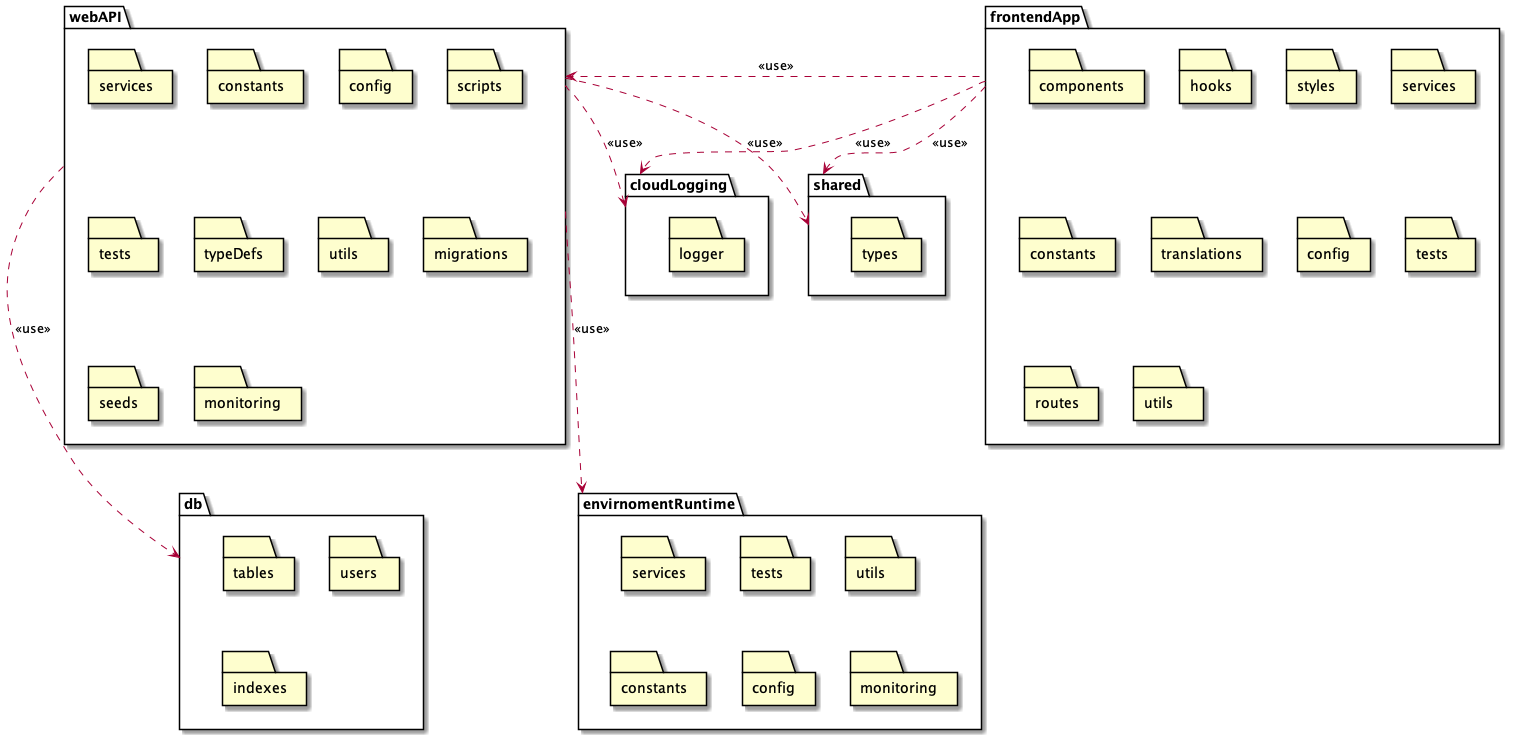 webAPI
services
constants
config
scripts
tests
typeDefs
utils
migrations
seeds
monitoring
frontendApp
components
hooks
styles
services
constants
translations
config
tests
routes
utils
«use»
«use»
«use»
«use»
«use»
cloudLogging
logger
shared
types
«use»
«use»
db
tables
users
indexes
envirnomentRuntime
services
tests
utils
constants
config
monitoring